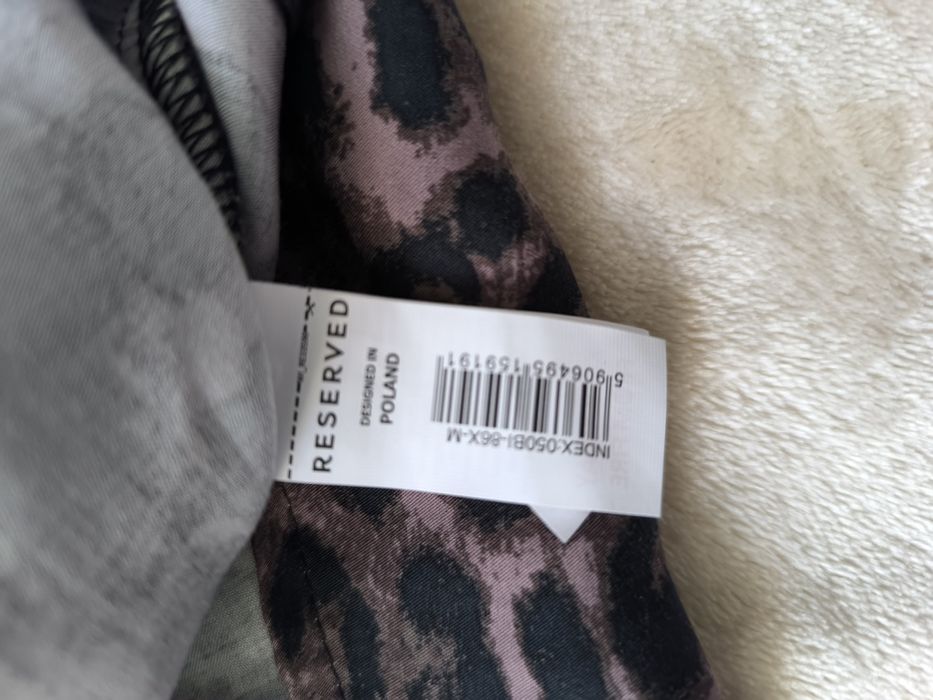 RESERVED
DESIGNED IN
POLAND
INDEX:050BI-86X-M
5 906495 159191